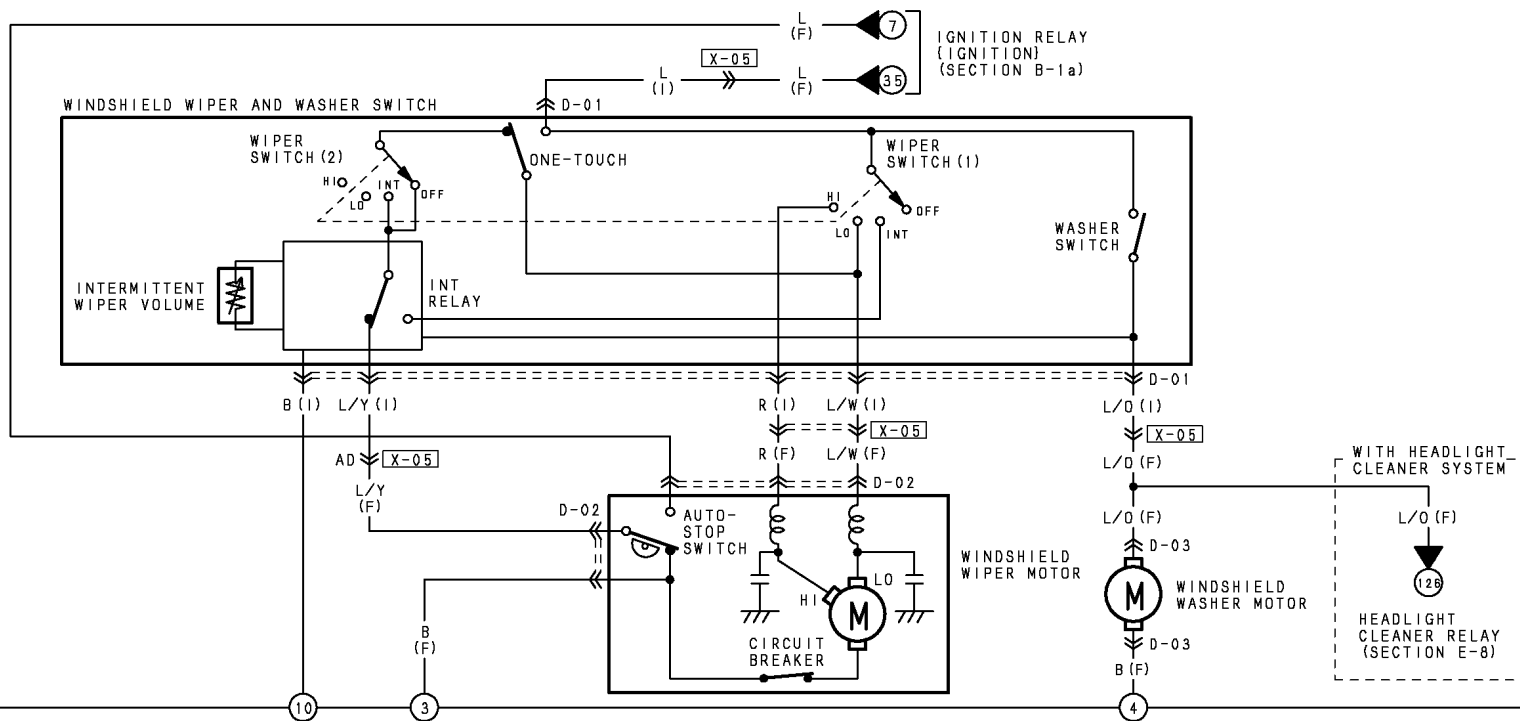 L
(F)
7
IGNITION RELAY
(IGNITION)
(SECTION B-1a)
X-05
L
(I)
L
(F)
35
D-01
WINDSHIELD WIPER AND WASHER SWITCH
WIPER
SWITCH(2)
ONE-TOUCH
WIPER
SWITCH(1)
HI
LO
INT
OFF
HI
LO
INT
OFF
WASHER
SWITCH
INTERMITTENT
WIPER VOLUME
INT
RELAY
D-01
B(I)
L/Y(I)
R(I)
L/W(I)
L/O(I)
X-05
X-05
AD
X-05
R(F)
L/W(F)
L/O(F)
WITH HEADLIGHT
CLEANER SYSTEM
L/Y
(F)
D-02
D-02
AUTO-
STOP
SWITCH
L/O(F)
L/O(F)
D-03
WINDSHIELD
WIPER MOTOR
HI
LO
M
M
WINDSHIELD
WASHER MOTOR
126
HEADLIGHT
CLEANER RELAY
(SECTION E-8)
B
(F)
CIRCUIT
BREAKER
D-03
B(F)
10
3
4